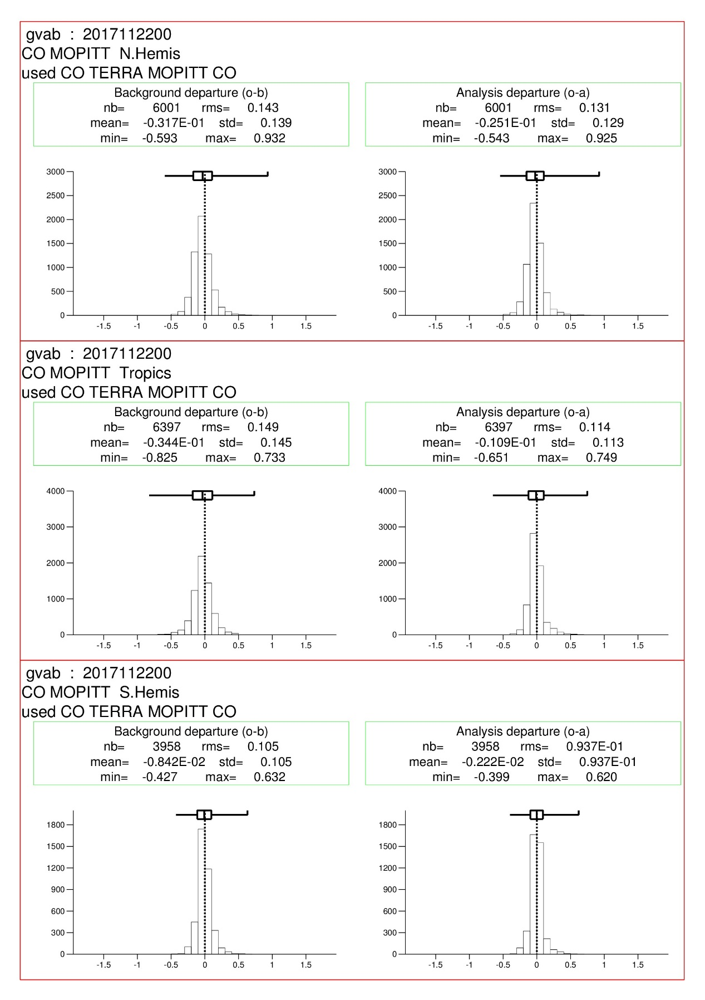 gvab : 2017112200
CO MOPITT N.Hemis
used CO TERRA MOPITT CO
Background departure (o-b)
nb= 6001 rms= 0.143
mean= -0.317E-01 std= 0.139
min= -0.593 max= 0.932
Analysis departure (o-a)
nb= 6001 rms= 0.131
mean= -0.251E-01 std= 0.129
min= -0.543 max= 0.925
3000
2500
2000
1500
1000
500
0
-1.5 -1 -0.5 0 0.5 1 1.5
3000
2500
2000
1500
1000
500
0
-1.5 -1 -0.5 0 0.5 1 1.5
gvab : 2017112200
CO MOPITT Tropics
used CO TERRA MOPITT CO
Background departure (o-b)
nb= 6397 rms= 0.149
mean= -0.344E-01 std= 0.145
min= -0.825 max= 0.733
Analysis departure (o-a)
nb= 6397 rms= 0.114
mean= -0.109E-01 std= 0.113
min= -0.651 max= 0.749
4000
3000
2000
1000
0
-1.5 -1 -0.5 0 0.5 1 1.5
4000
3000
2000
1000
0
-1.5 -1 -0.5 0 0.5 1 1.5
gvab : 2017112200
CO MOPITT S.Hemis
used CO TERRA MOPITT CO
Background departure (o-b)
nb= 3958 rms= 0.105
mean= -0.842E-02 std= 0.105
min= -0.427 max= 0.632
Analysis departure (o-a)
nb= 3958 rms= 0.937E-01
mean= -0.222E-02 std= 0.937E-01
min= -0.399 max= 0.620
1800
1500
1200
900
600
300
0
-1.5 -1 -0.5 0 0.5 1 1.5
1800
1500
1200
900
600
300
0
-1.5 -1 -0.5 0 0.5 1 1.5